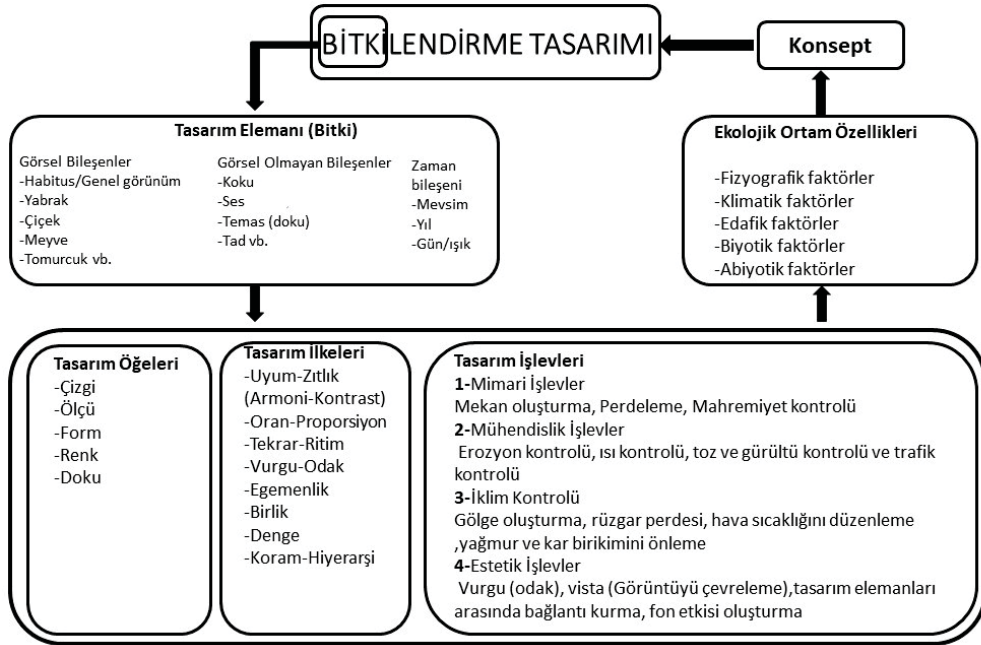 BİTKİLENDİRME TASARIMI
Konsept
Tasarım Elemanı (Bitki)
Görsel Bileşenler
-Habitus/Genel görünüm
-Yabrak
-Çiçek
-Meyve
-Tomurcuk vb.
Görsel Olmayan Bileşenler
-Koku
-Ses
-Temas (doku)
-Tad vb.
Zaman
bileşeni
-Mevsim
-Yıl
-Gün/ışık
Ekolojik Ortam Özellikleri
-Fizyografik faktörler
-Klimatik faktörler
-Edafik faktörler
-Biyotik faktörler
-Abiyotik faktörler
Tasarım Öğeleri
-Çizgi
-Ölçü
-Form
-Renk
-Doku
Tasarım İlkeleri
-Uyum-Zıtlık
(Armoni-Kontrast)
-Oran-Proporsiyon
-Tekrar-Ritim
-Vurgu-Odak
-Egemenlik
-Birlik
-Denge
-Koram-Hiyerarşi
Tasarım İşlevleri
1-Mimari İşlevler
Mekan oluşturma, Perdeleme, Mahremiyet kontrolü
2-Mühendislik İşlevler
Erozyon kontrolü, ısı kontrolü, toz ve gürültü kontrolü ve trafik
kontrolü
3-İklim Kontrolü
Gölge oluşturma, rüzgar perdesi, hava sıcaklığını düzenleme
,yağmur ve kar birikimini önleme
4-Estetik İşlevler
Vurgu (odak), vista (Görüntüyü çevreleme),tasarım elemanları
arasında bağlantı kurma, fon etkisi oluşturma